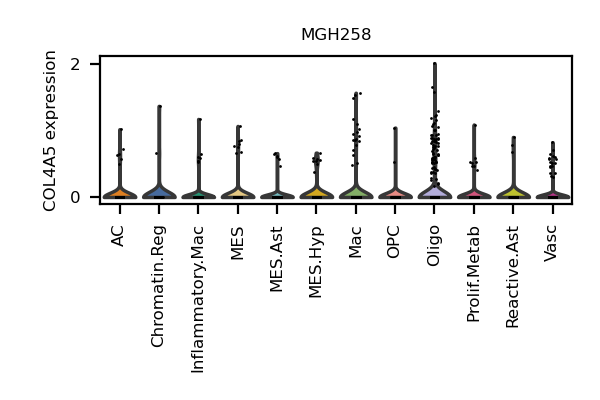 MGH258
COL4A5 expression
2
0
AC
Chromatin.Reg
Inflammatory.Mac
MES
MES.Ast
MES.Hyp
Mac
OPC
Oligo
Prolif.Metab
Reactive.Ast
Vasc